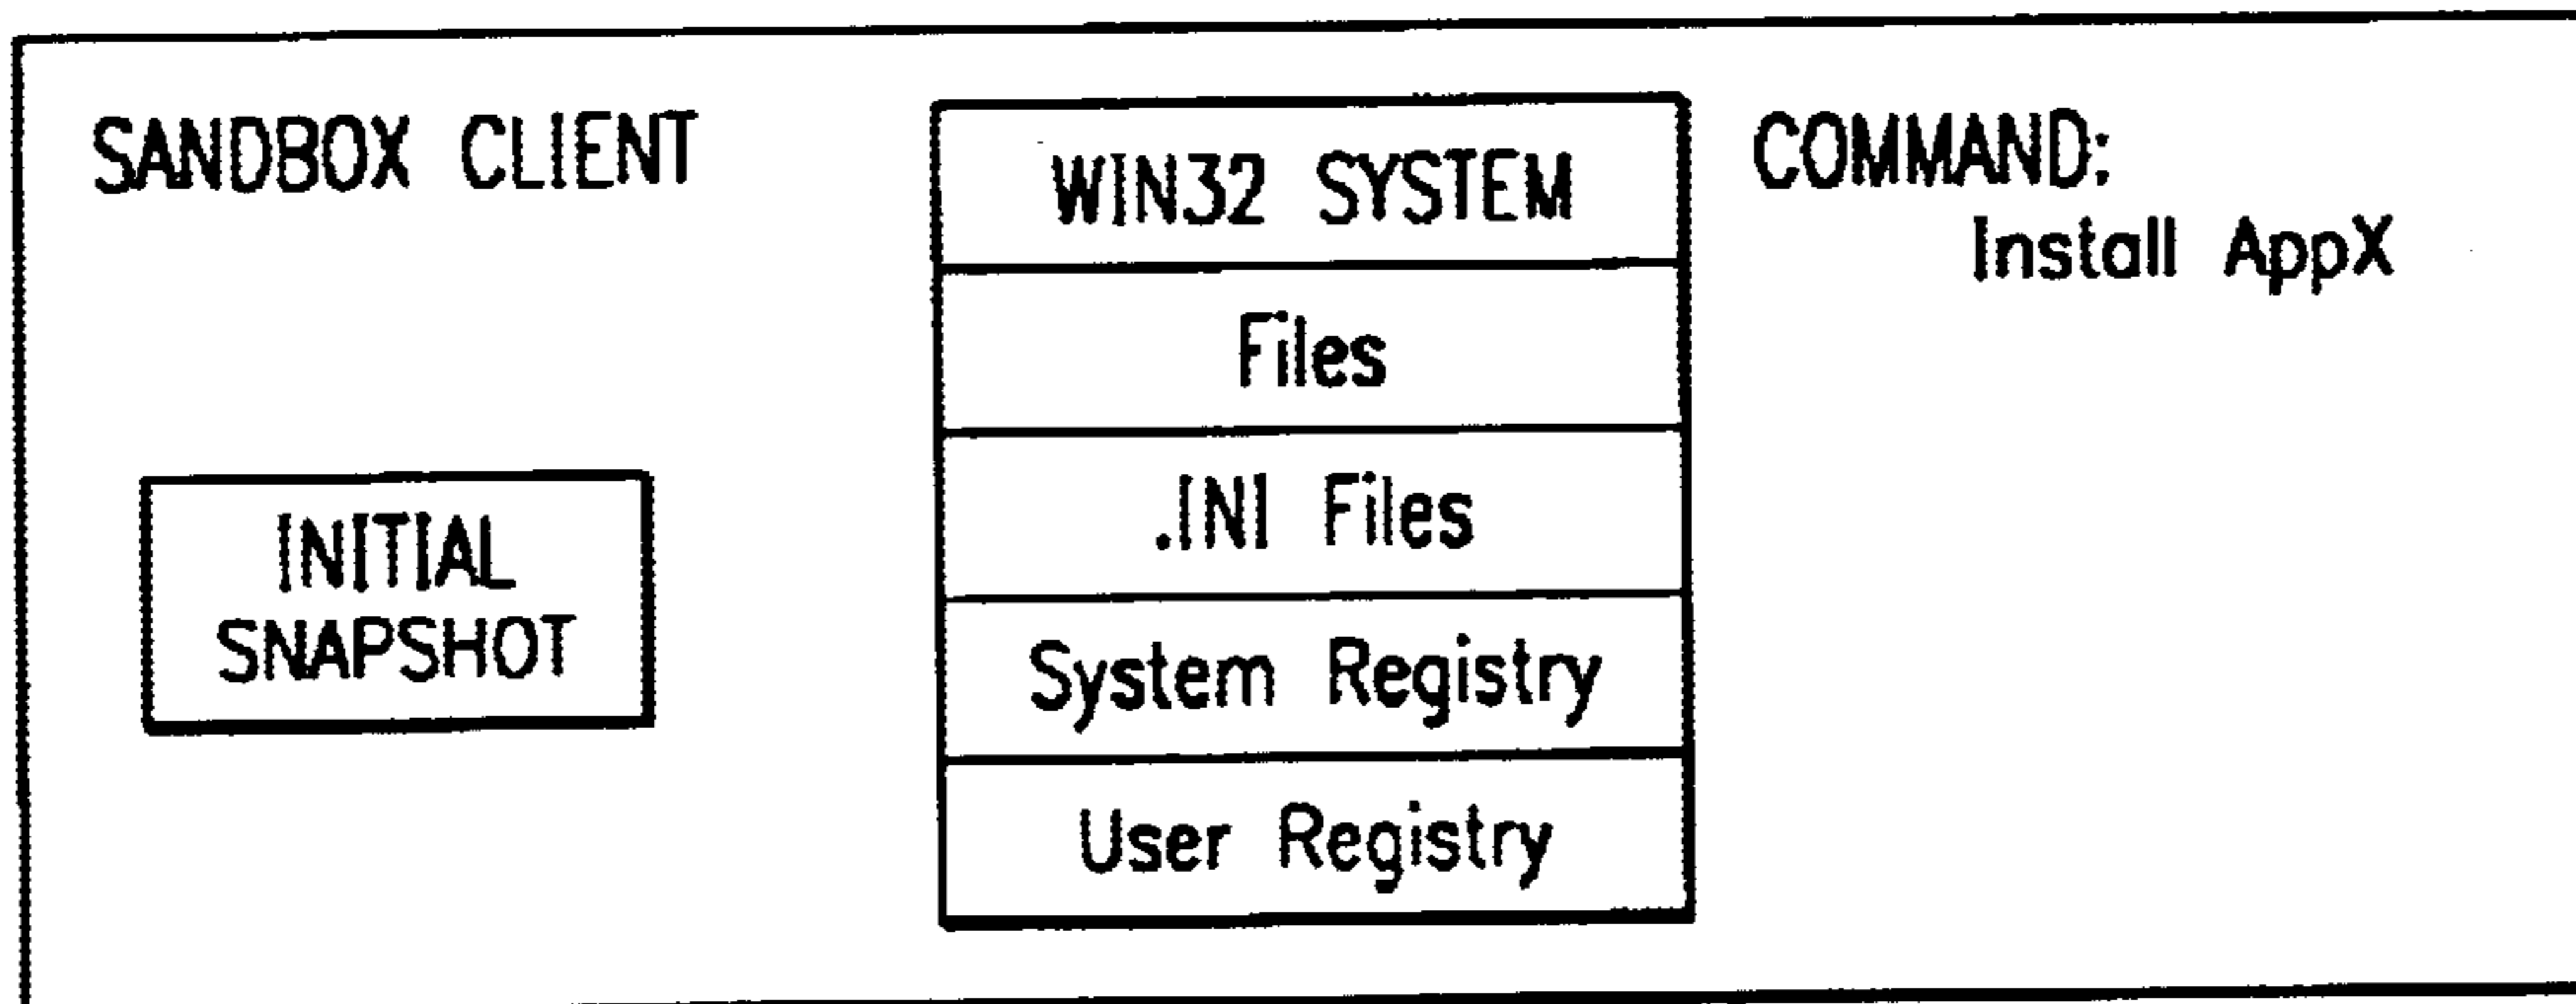 SANDBOX CLIENT
INITIAL
SNAPSHOT
WIN32 SYSTEM
Files
.INI Files
System Registry
User Registry
COMMAND:
Install AppX